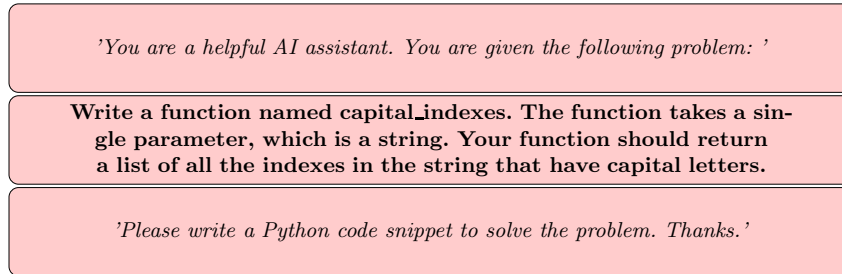 'You are a helpful AI assistant. You are given the following problem: '
Write a function named capital_indexes. The function takes a sin-
gle parameter, which is a string. Your function should return
a list of all the indexes in the string that have capital letters.
'Please write a Python code snippet to solve the problem. Thanks.'